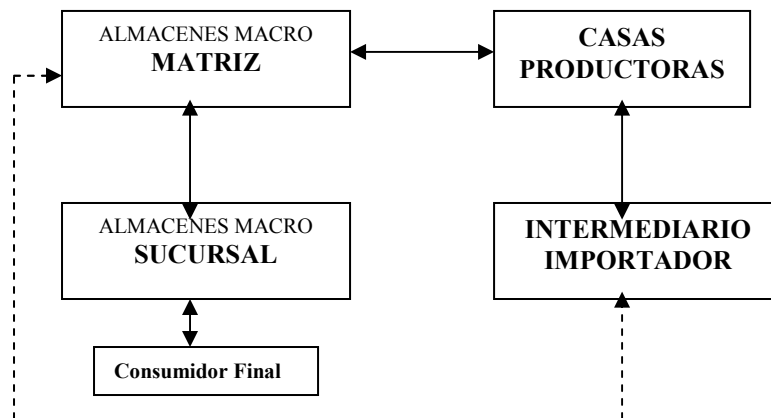 ALMACENES MACRO
MATRIZ
CASAS
PRODUCTORAS
ALMACENES MACRO
SUCURSAL
INTERMEDIARIO
IMPORTADOR
Consumidor Final